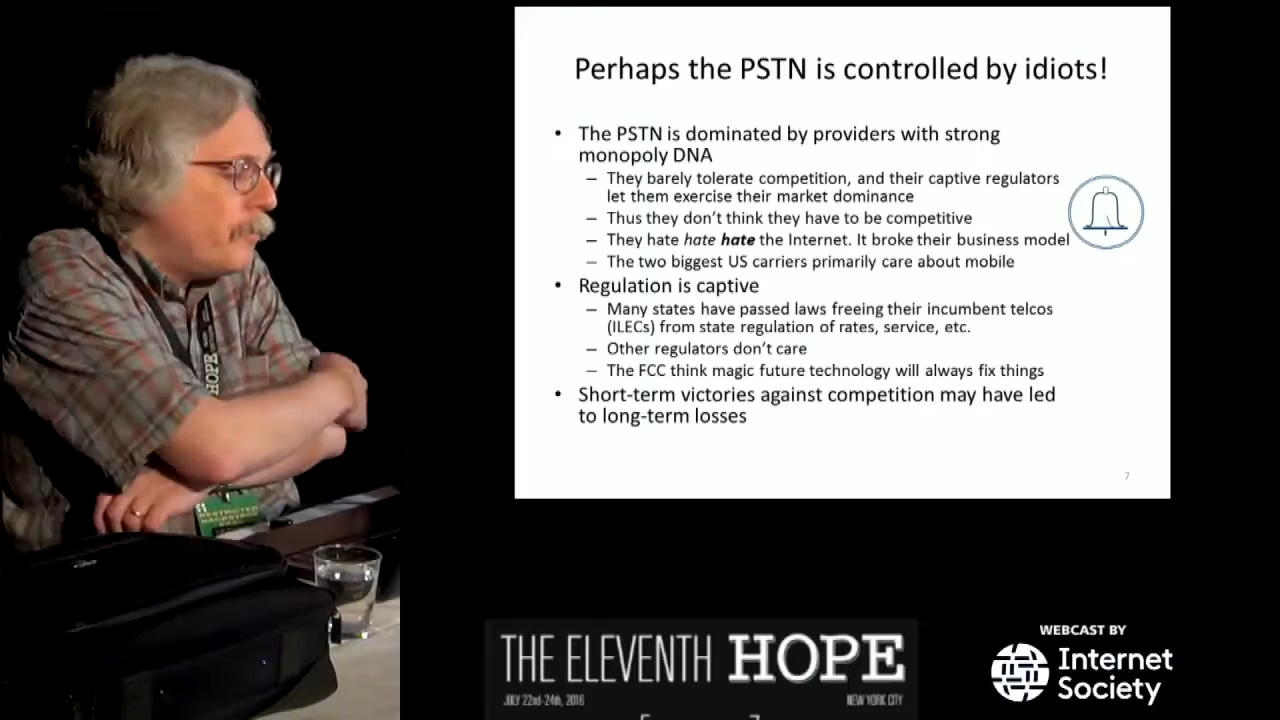 Perhaps the PSTN is controlled by idiots!
• The PSTN is dominated by providers with strong
monopoly DNA
– They barely tolerate competition, and their captive regulators
let them exercise their market dominance
– Thus they don't think they have to be competitive
– They hate hate hate the Internet. It broke their business model
– The two biggest US carriers primarily care about mobile
• Regulation is captive
– Many states have passed laws freeing their incumbent telcos
(ILECs) from state regulation of rates, service, etc.
– Other regulators don't care
– The FCC think magic future technology will always fix things
• Short-term victories against competition may have led
to long-term losses
7
HOPE
RESTRICTED
BACKSTAGE
THE ELEVENTH HOPE
JULY 22nd-24th, 2016
NEW YORK CITY
WEBCAST BY
Internet
Society